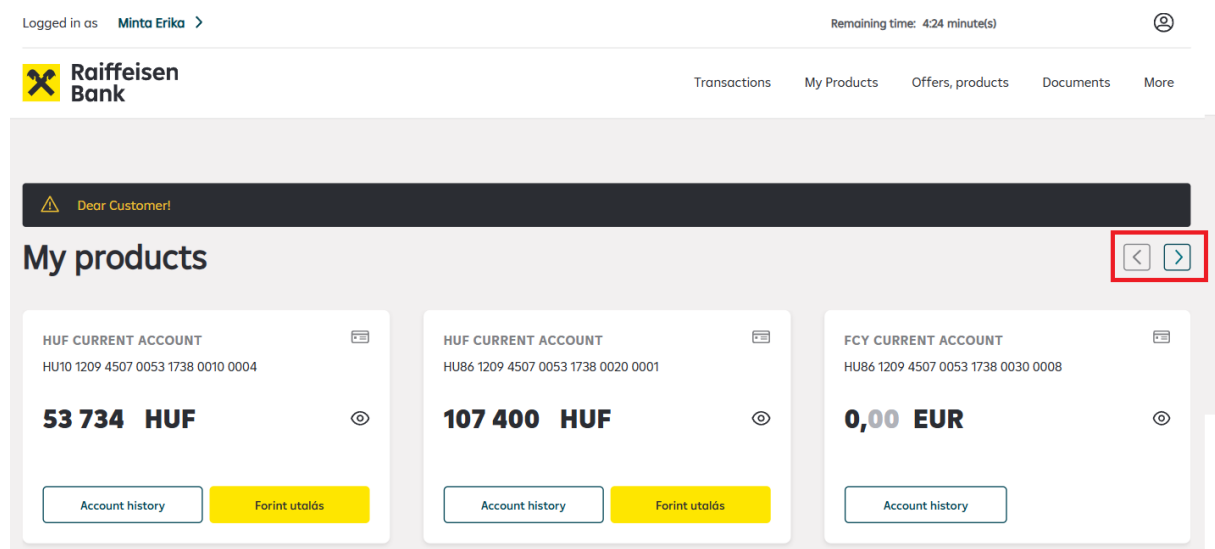 Logged in as Minta Erika
Remaining time: 4:24 minute(s)
Raiffeisen
Bank
Transactions My Products Offers, products Documents More
Dear Customer!
My products
HUF CURRENT ACCOUNT
HU10 1209 4507 0053 1738 0010 0004
53 734 HUF
Account history Forint utalás
HUF CURRENT ACCOUNT
HU86 1209 4507 0053 1738 0020 0001
107 400 HUF
Account history Forint utalás
FCY CURRENT ACCOUNT
HU86 1209 4507 0053 1738 0030 0008
0,00 EUR
Account history